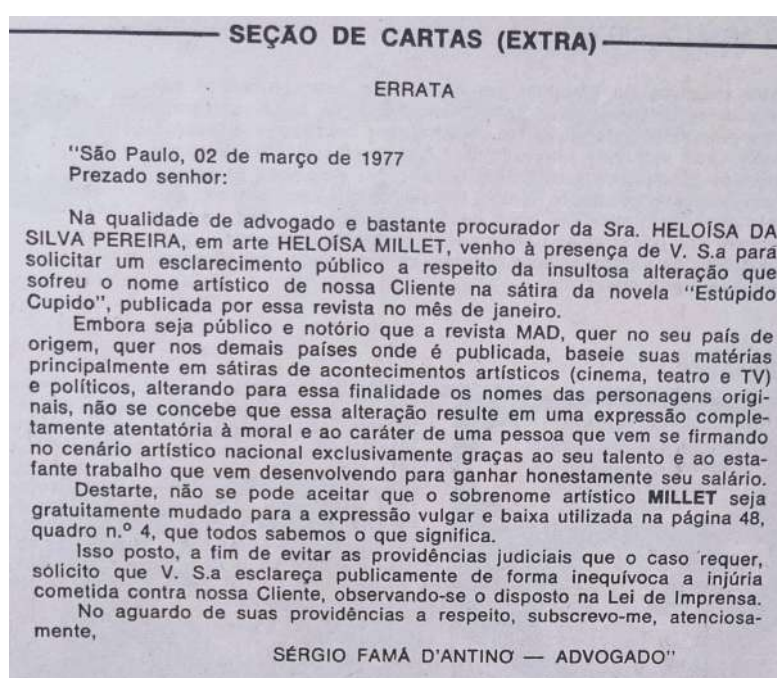 SEÇÃO DE CARTAS (EXTRA)
ERRATA
"São Paulo, 02 de março de 1977
Prezado senhor:
Na qualidade de advogado e bastante procurador da Sra. HELOÍSA DA
SILVA PEREIRA, em arte HELOÍSA MILLET, venho à presença de V. S.a para
solicitar um esclarecimento público a respeito da insultosa alteração que
sofreu o nome artístico de nossa Cliente na sátira da novela "Estúpido
Cupido", publicada por essa revista no mês de janeiro.
Embora seja público e notório que a revista MAD, quer no seu país de
origem, quer nos demais países onde é publicada, baseie suas matérias
principalmente em sátiras de acontecimentos artísticos (cinema, teatro e TV)
e políticos, alterando para essa finalidade os nomes das personagens origi-
nais, não se concebe que essa alteração resulte em uma expressão comple-
tamente atentatória à moral e ao caráter de uma pessoa que vem se firmando
no cenário artístico nacional exclusivamente graças ao seu talento e ao esta-
fante trabalho que vem desenvolvendo para ganhar honestamente seu salário.
Destarte, não se pode aceitar que o sobrenome artístico MILLET seja
gratuitamente mudado para a expressão vulgar e baixa utilizada na página 48,
quadro n.º 4, que todos sabemos o que significa.
Isso posto, a fim de evitar as providências judiciais que o caso requer,
solicito que V. S.a esclareça publicamente de forma inequívoca a injúria
cometida contra nossa Cliente, observando-se o disposto na Lei de Imprensa.
No aguardo de suas providências a respeito, subscrevo-me, atenciosa-
mente,
SÉRGIO FAMÁ D'ANTINO — ADVOGADO"